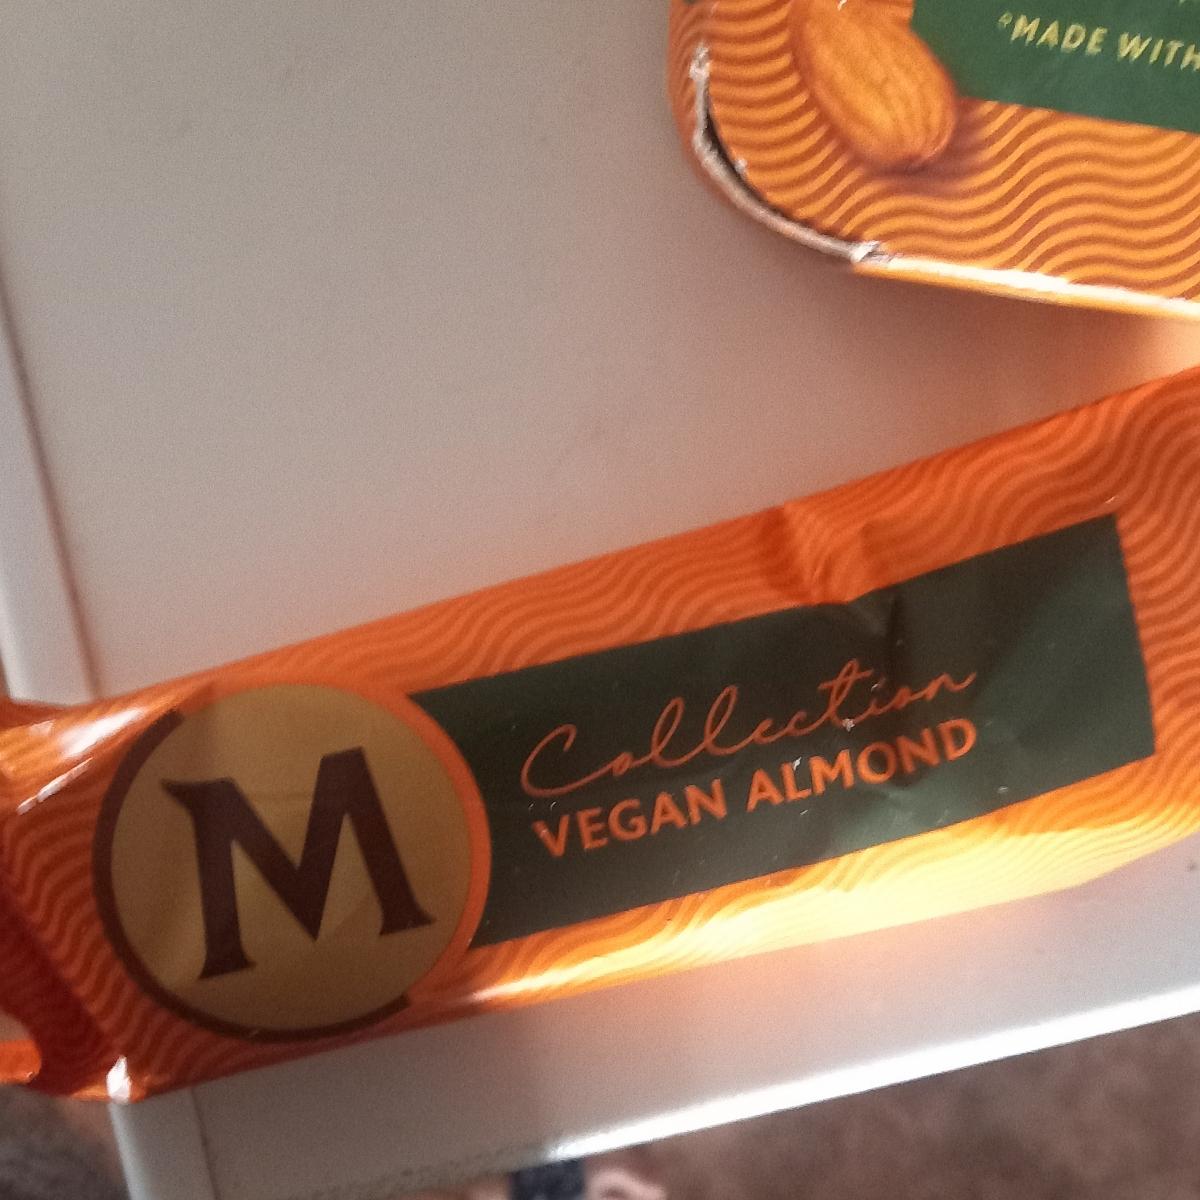 °MADE WITH
M
Collection
VEGAN ALMOND